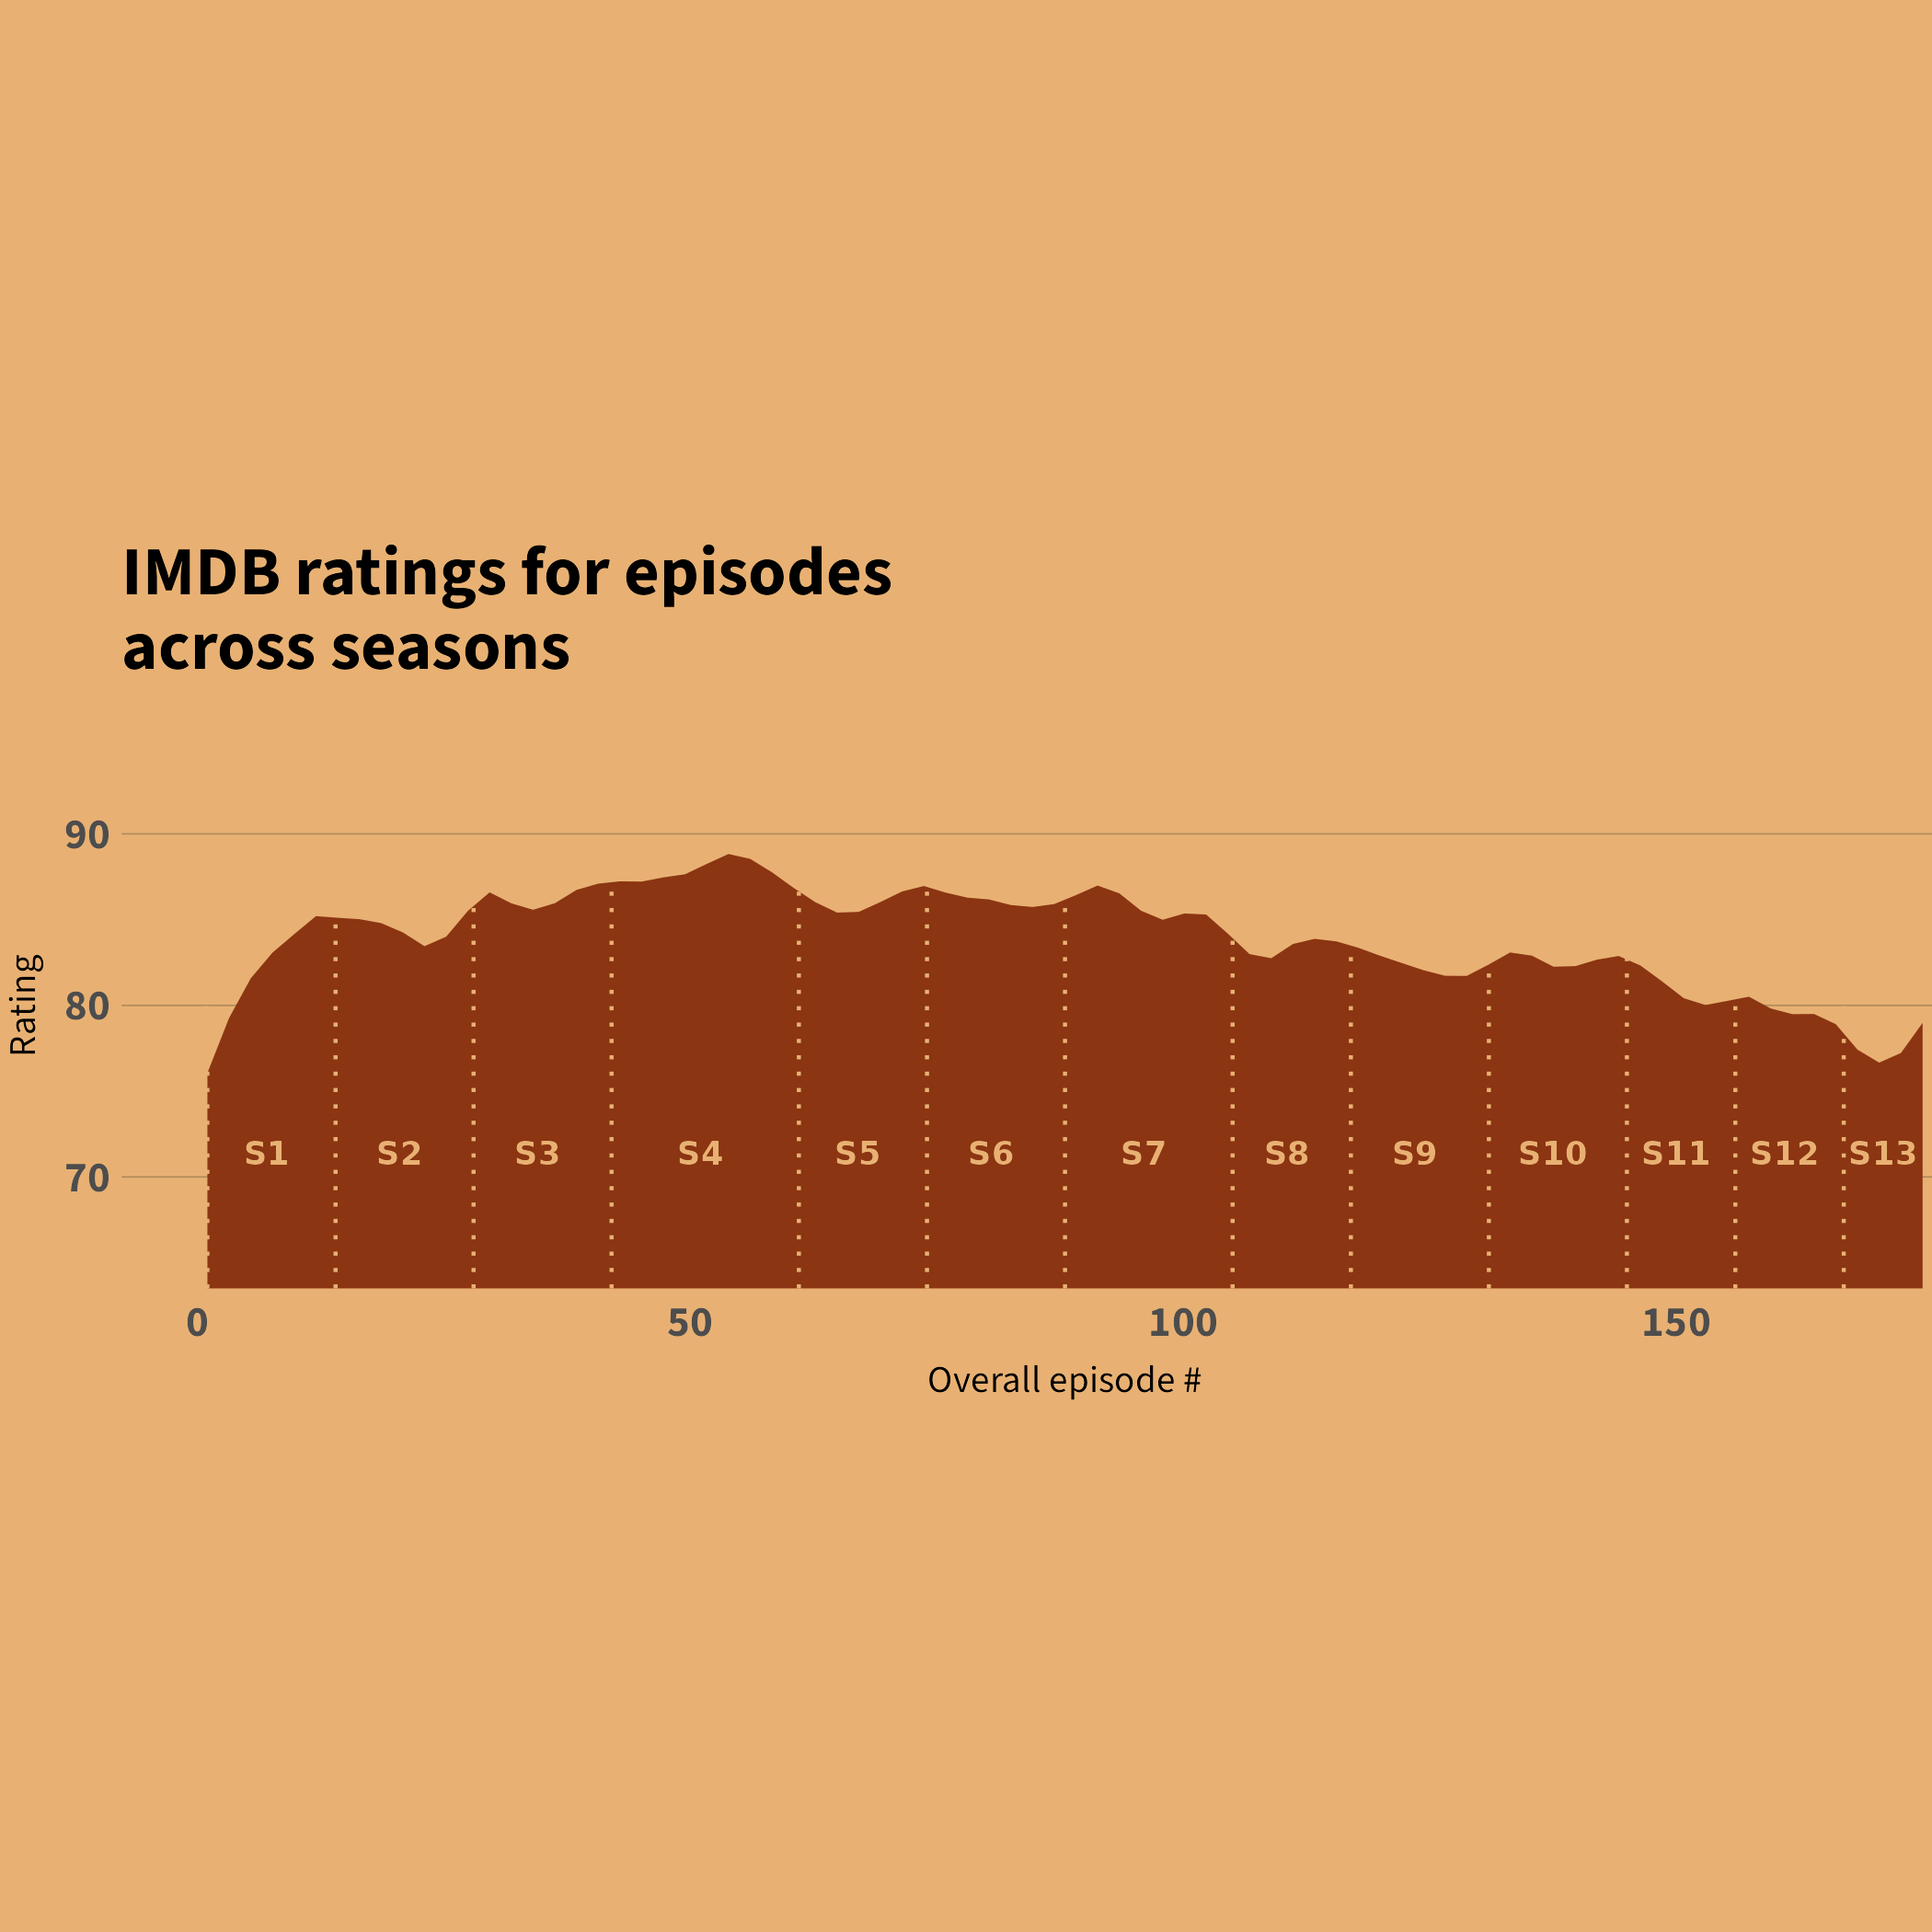 IMDB ratings for episodes
across seasons
90
80
70
Rating
S1 S2 S3 S4 S5 S6 S7 S8 S9 S10 S11 S12 S13
0 50 100 150
Overall episode #